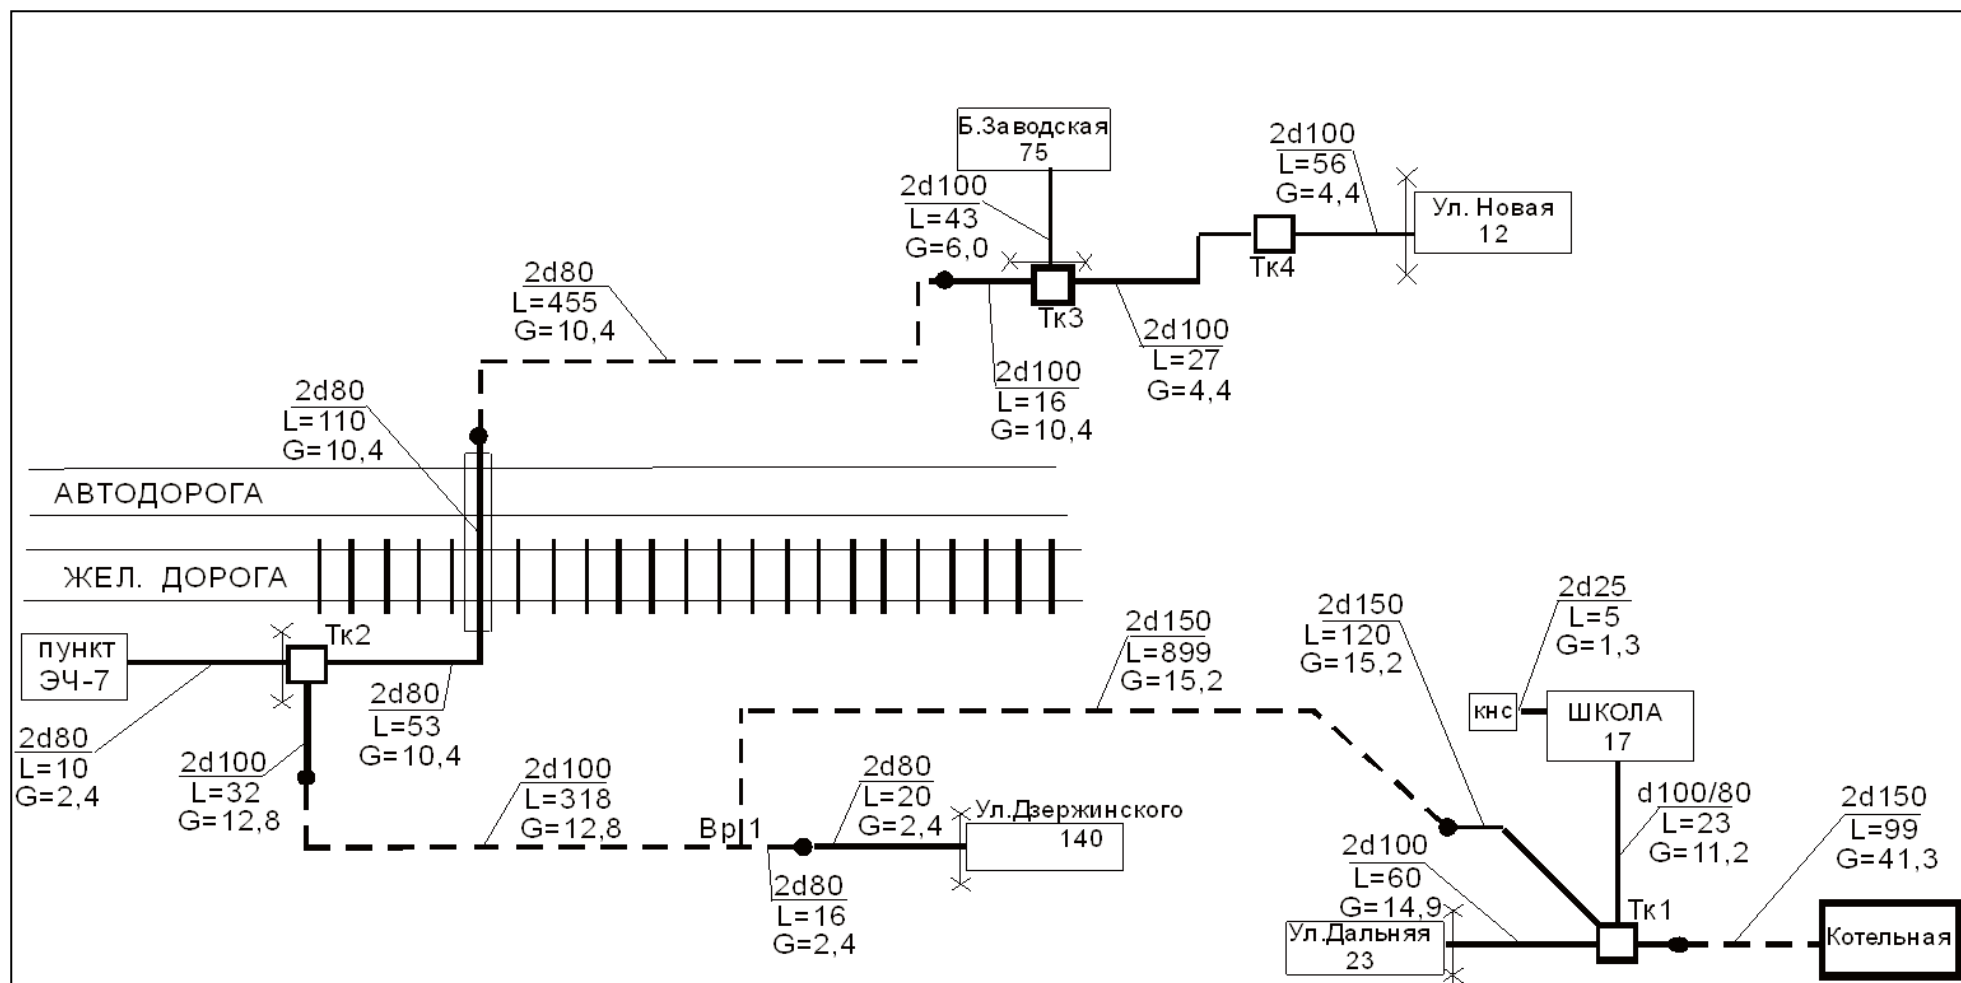 Б.Заводская
75
2d100
L=43
G=6,0
2d100
L=56
G=4,4
Ул. Новая
12
Тк4
Тк3
2d80
L=455
G=10,4
2d100
L=16
G=10,4
2d100
L=27
G=4,4
2d80
L=110
G=10,4
АВТОДОРОГА
ЖЕЛ. ДОРОГА
пункт
ЭЧ-7
Тк2
2d80
L=10
G=2,4
2d100
L=32
G=12,8
2d80
L=53
G=10,4
2d100
L=318
G=12,8
Вр 1
2d80
L=20
G=2,4
Ул.Дзержинского
140
2d80
L=16
G=2,4
2d150
L=899
G=15,2
2d150
L=120
G=15,2
2d25
L=5
G=1,3
кнс
ШКОЛА
17
d100/80
L=23
G=11,2
2d150
L=99
G=41,3
2d100
L=60
G=14,9
Тк1
Ул.Дальняя
23
Котельная